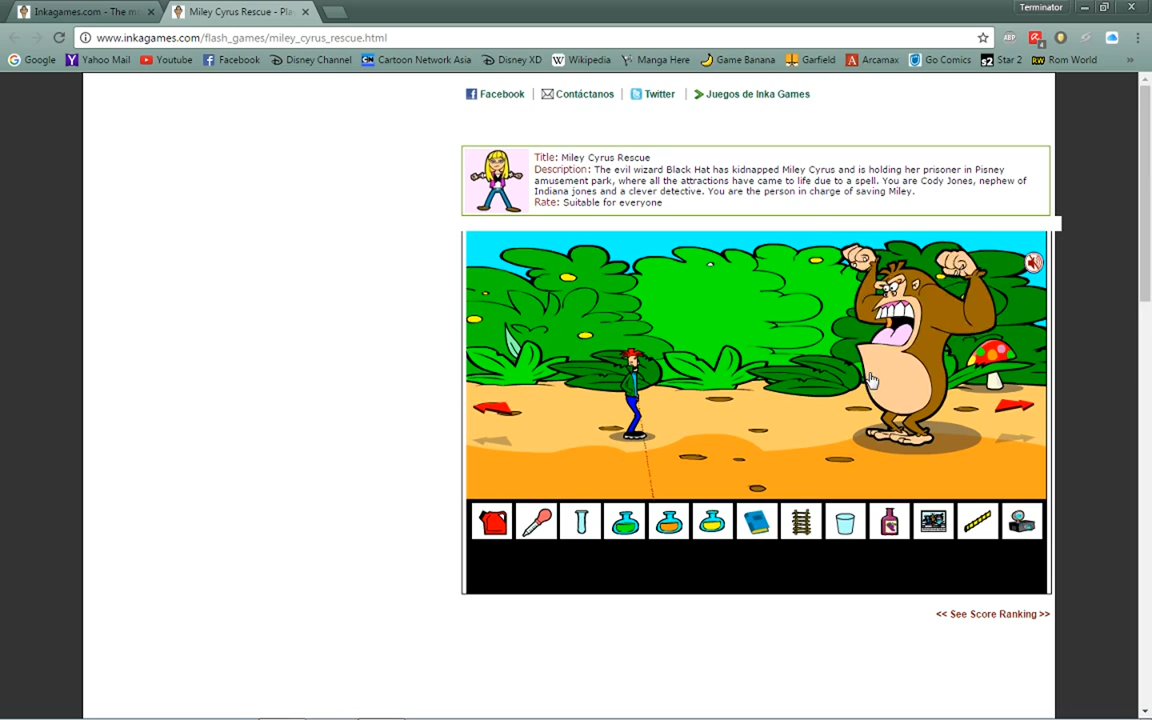 Terminator
Inkagames.com - The m
Miley Cyrus Rescue - Pla
www.inkagames.com/flash_games/miley_cyrus_rescue.html
Google Yahoo Mail Youtube Facebook Disney Channel Cartoon Network Asia Disney XD Wikipedia Manga Here Game Banana Garfield Arcamax Go Comics Star 2 Rom World »
Facebook | Contáctanos | Twitter | Juegos de Inka Games
Title: Miley Cyrus Rescue
Description: The evil wizard Black Hat has kidnapped Miley Cyrus and is holding her prisoner in Pisney
amusement park, where all the attractions have came to life due to a spell. You are Cody Jones, nephew of
Indiana jones and a clever detective. You are the person in charge of saving Miley.
Rate: Suitable for everyone
<< See Score Ranking >>